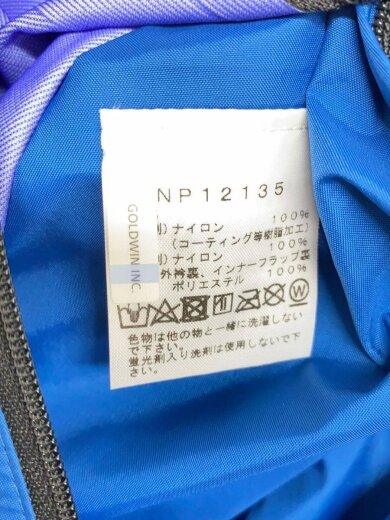 NP12135
GOLDWIN INC.
ナイロン 100%
(コーティング等樹脂加工)
ナイロン 100%
外衿裏、インナーフラップ裏
ポリエステル 100%
色物は他の物と一緒に洗濯しない
で下さい。
蛍光剤入り洗剤は使用しないで下
さい。